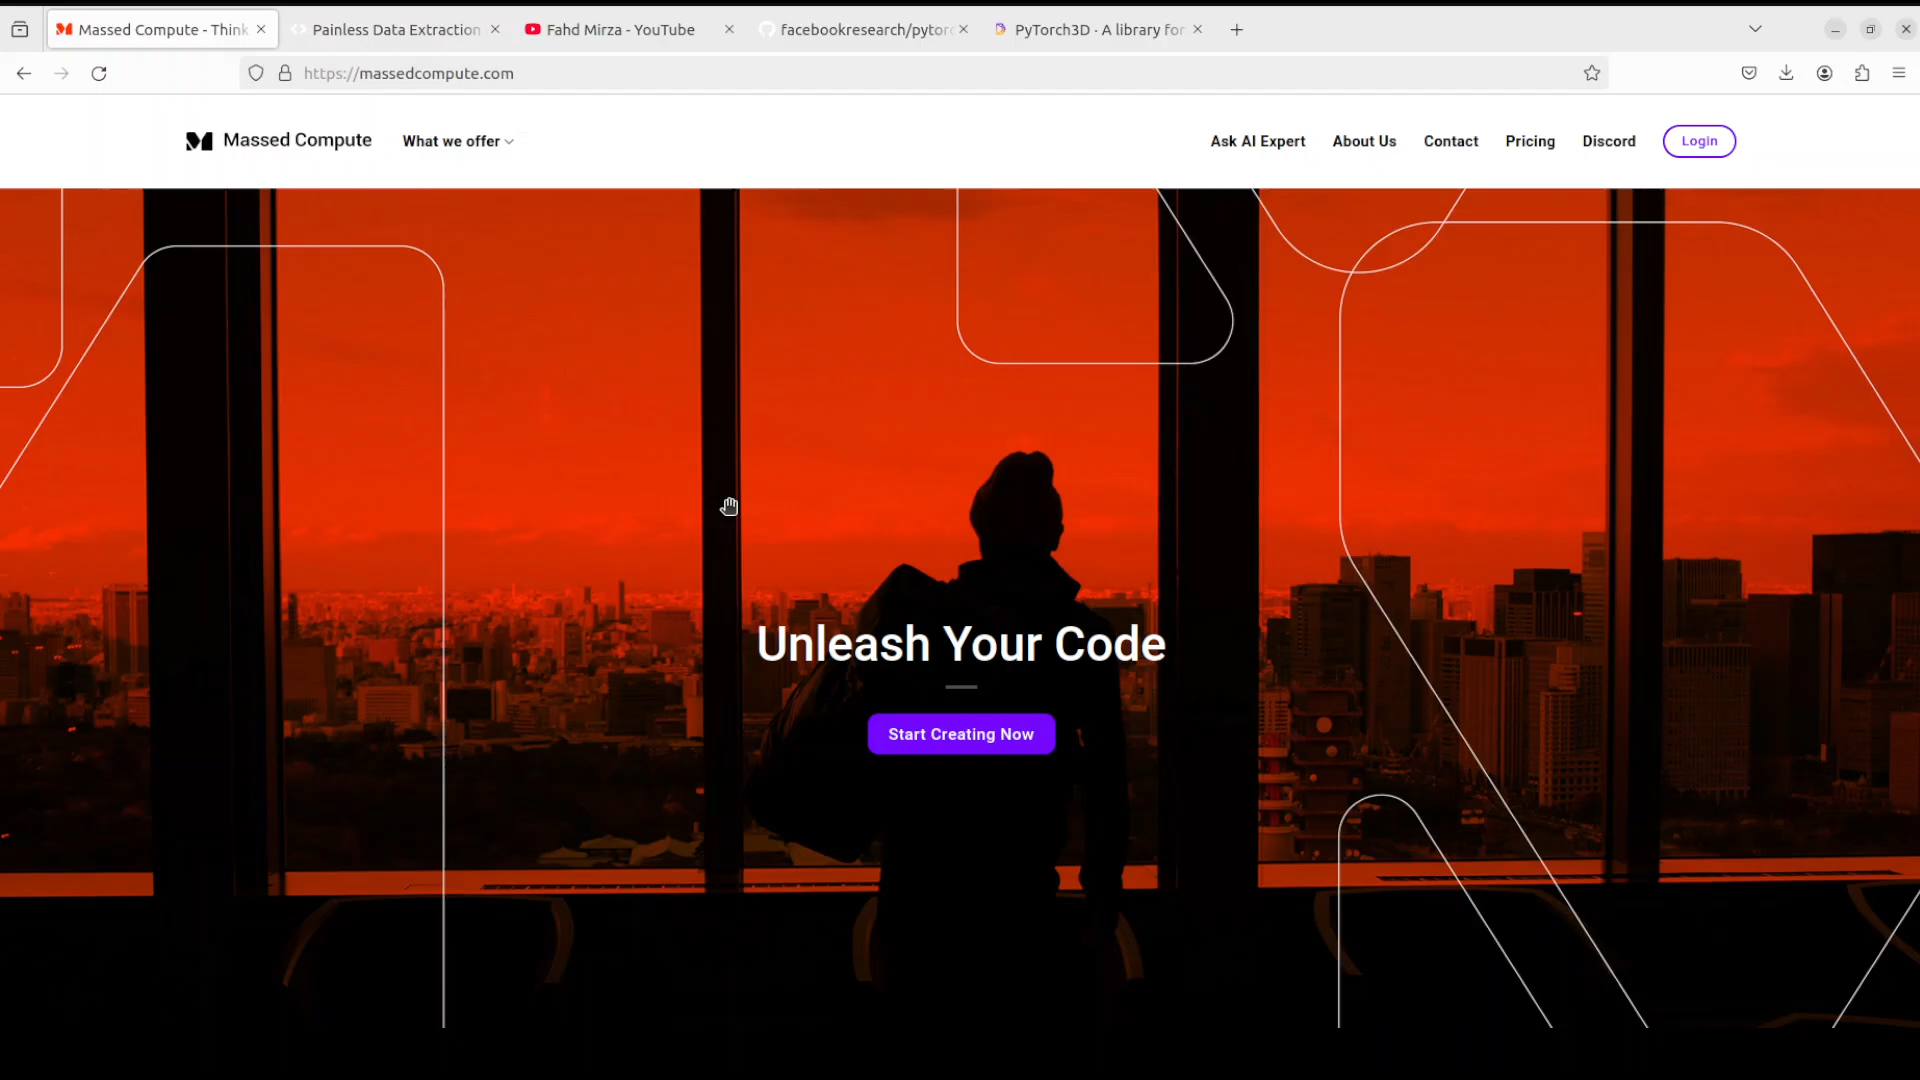 Massed Compute - Think
Painless Data Extraction
Fahd Mirza - YouTube
facebookresearch/pytorc
PyTorch3D · A library for
https://massedcompute.com
Massed Compute
What we offer
Ask AI Expert
About Us
Contact
Pricing
Discord
Login
Unleash Your Code
Start Creating Now